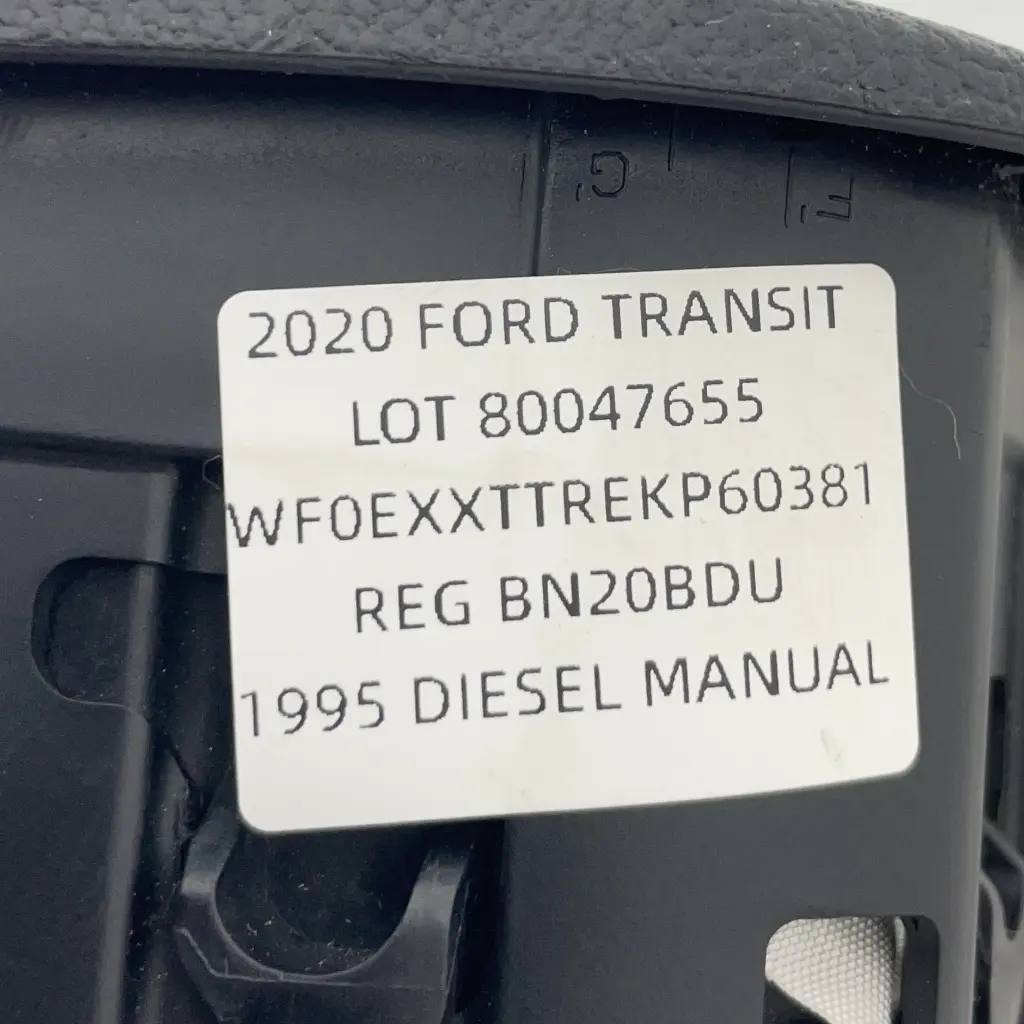 G
F
2020 FORD TRANSIT
LOT 80047655
WF0EXXTTREKP60381
REG BN20BDU
1995 DIESEL MANUAL